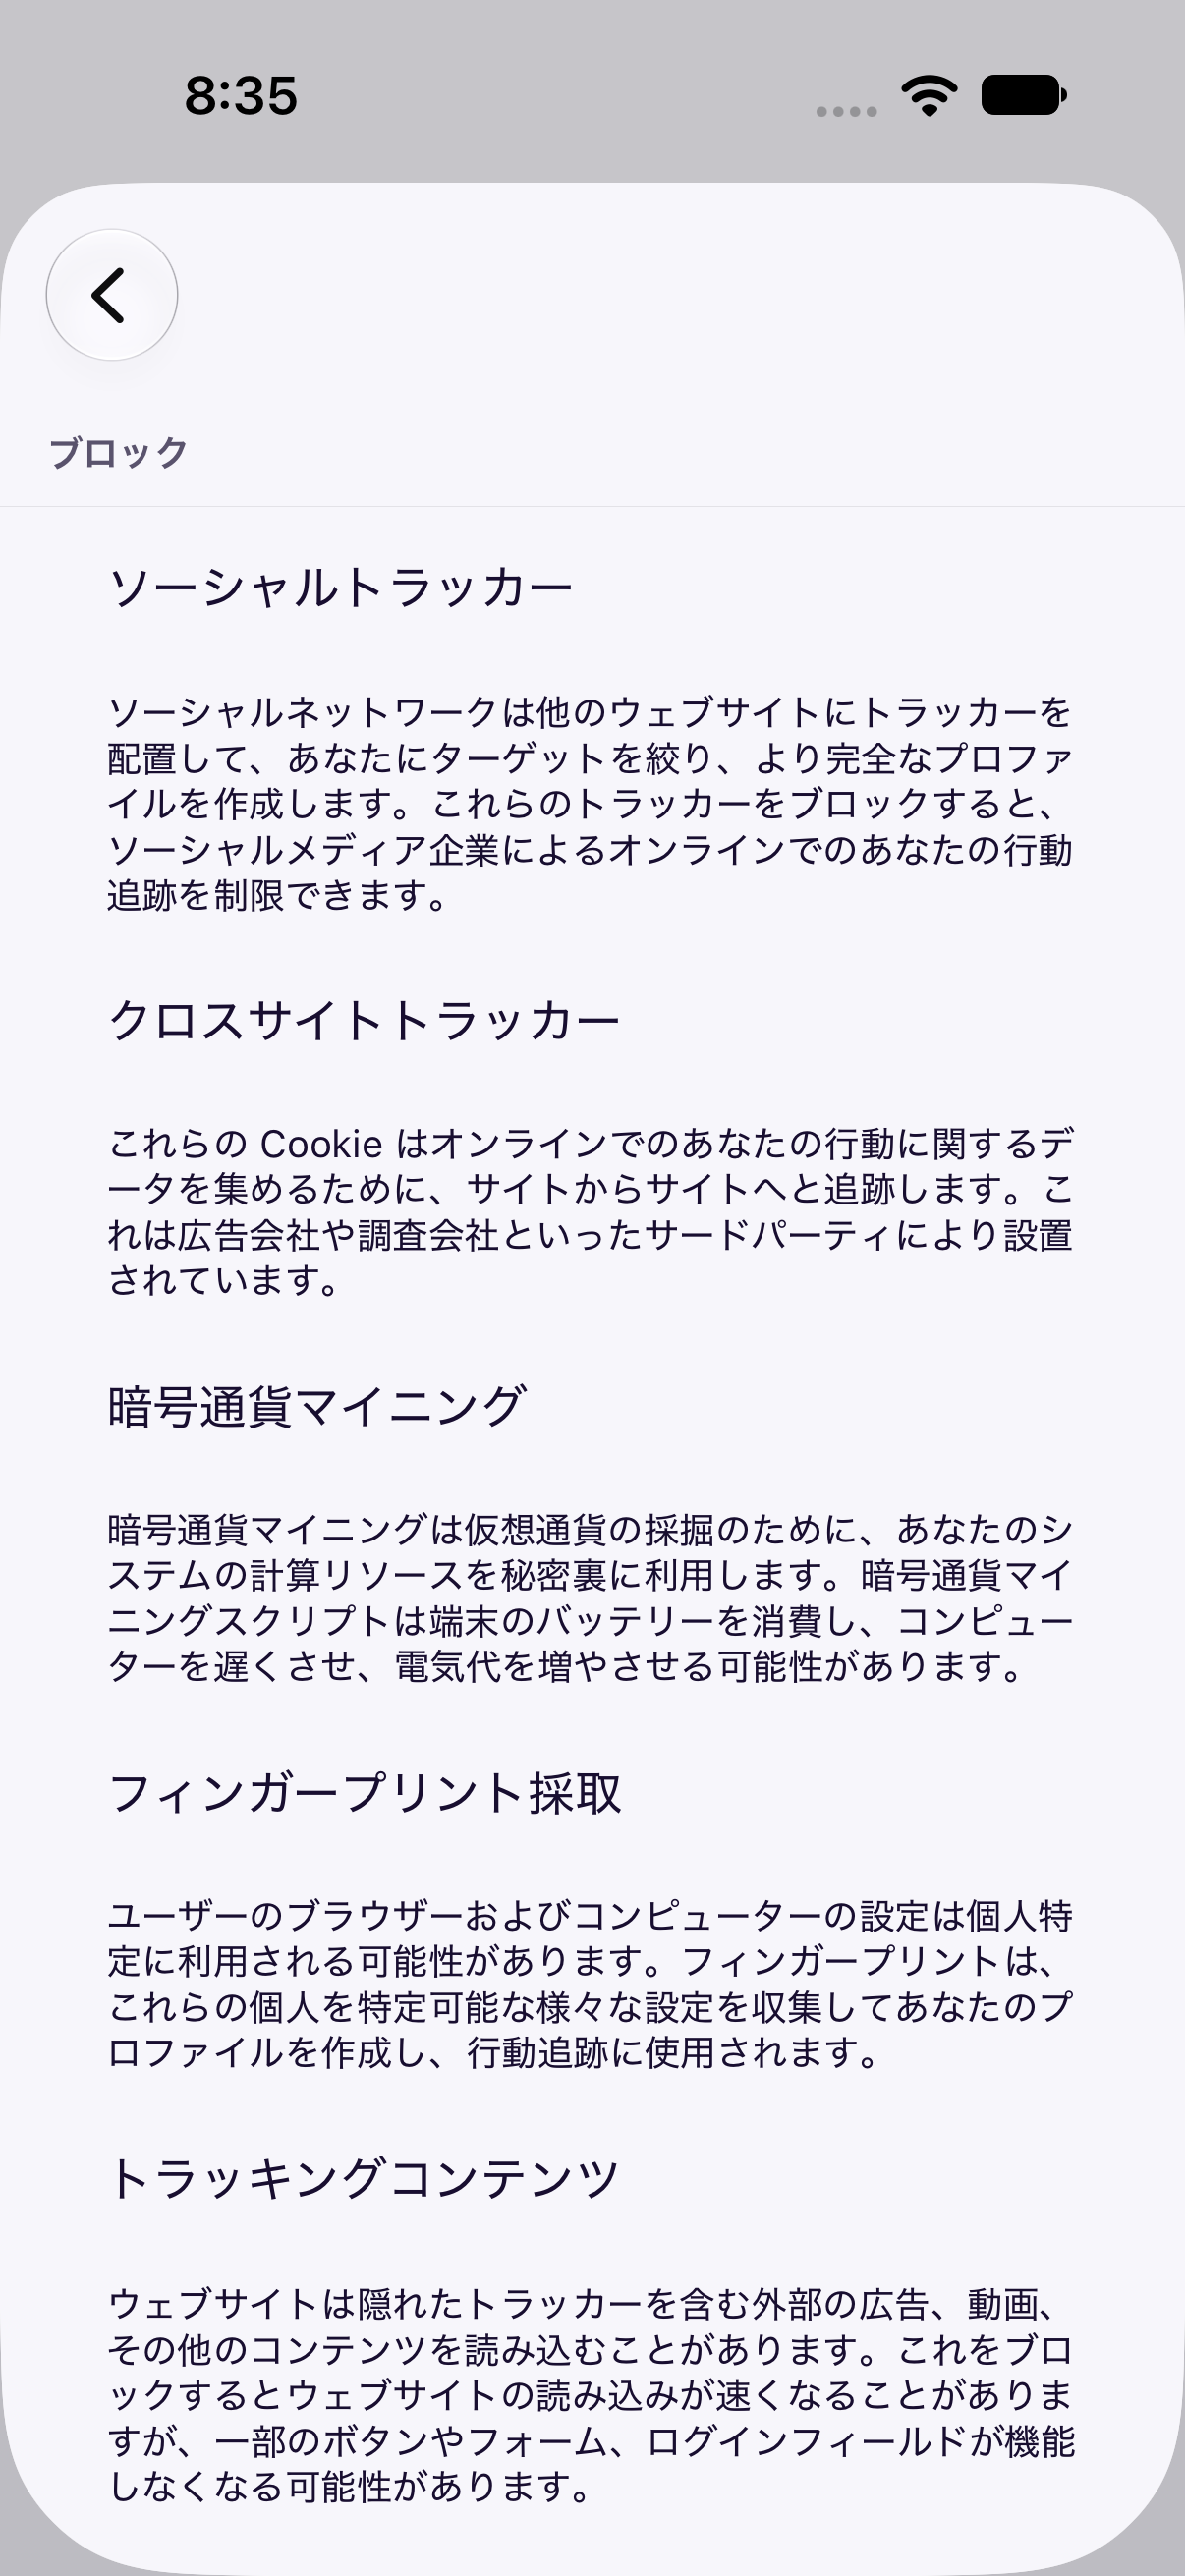 8:35
ブロック
ソーシャルトラッカー
ソーシャルネットワークは他のウェブサイトにトラッカーを
配置して、あなたにターゲットを絞り、より完全なプロファ
イルを作成します。これらのトラッカーをブロックすると、
ソーシャルメディア企業によるオンラインでのあなたの行動
追跡を制限できます。
クロスサイトトラッカー
これらの Cookie はオンラインでのあなたの行動に関するデ
ータを集めるために、サイトからサイトへと追跡します。こ
れは広告会社や調査会社といったサードパーティにより設置
されています。
暗号通貨マイニング
暗号通貨マイニングは仮想通貨の採掘のために、あなたのシ
ステムの計算リソースを秘密裏に利用します。暗号通貨マイ
ニングスクリプトは端末のバッテリーを消費し、コンピュー
ターを遅くさせ、電気代を増やさせる可能性があります。
フィンガープリント採取
ユーザーのブラウザーおよびコンピューターの設定は個人特
定に利用される可能性があります。フィンガープリントは、
これらの個人を特定可能な様々な設定を収集してあなたのプ
ロファイルを作成し、行動追跡に使用されます。
トラッキングコンテンツ
ウェブサイトは隠れたトラッカーを含む外部の広告、動画、
その他のコンテンツを読み込むことがあります。これをブロ
ックするとウェブサイトの読み込みが速くなることがありま
すが、一部のボタンやフォーム、ログインフィールドが機能
しなくなる可能性があります。